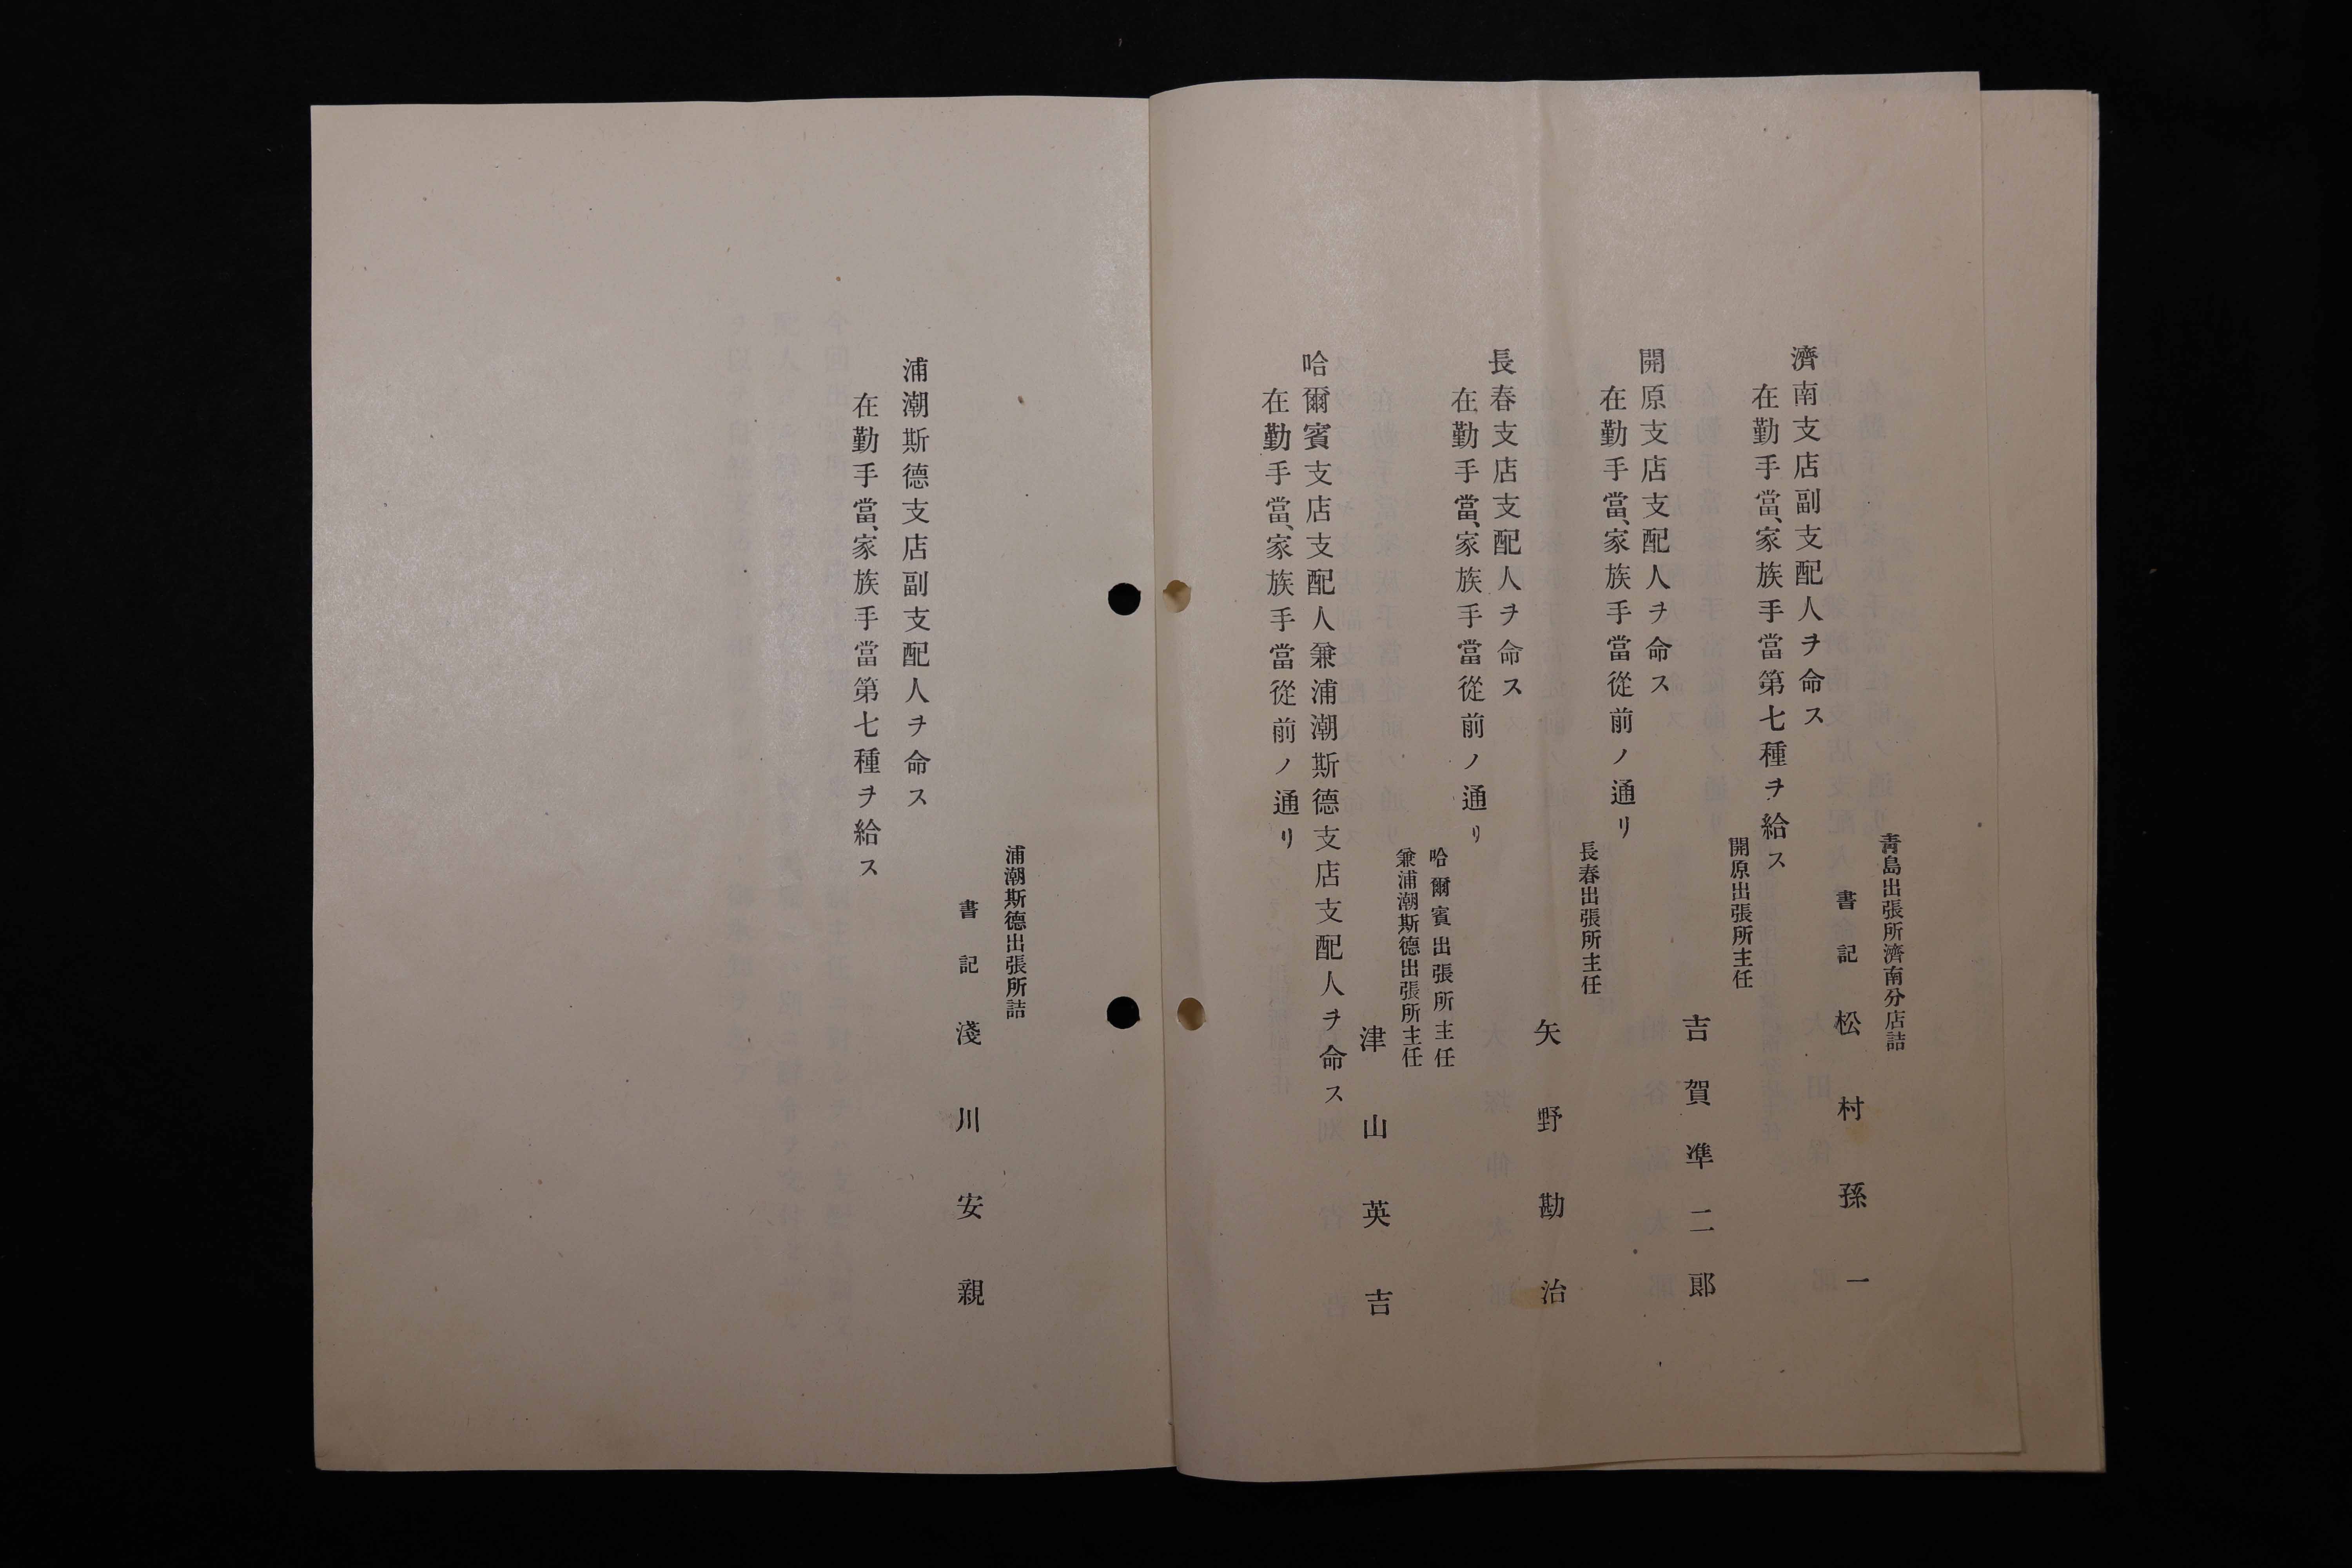 靑島出張所濟南分店詰
書記 松村孫一
濟南支店副支配人ヲ命ス
在勤手當、家族手當第七種ヲ給ス
開原出張所主任
吉賀準二郞
開原支店支配人ヲ命ス
在勤手當、家族手當從前ノ通リ
長春出張所主任
矢野勘治
長春支店支配人ヲ命ス
在勤手當、家族手當從前ノ通リ
哈爾賓出張所主任
兼浦潮斯德出張所主任
津山英吉
哈爾賓支店支配人兼浦潮斯德支店支配人ヲ命ス
在勤手當、家族手當從前ノ通リ
浦潮斯德出張所詰
書記 淺川安親
浦潮斯德支店副支配人ヲ命ス
在勤手當、家族手當第七種ヲ給ス